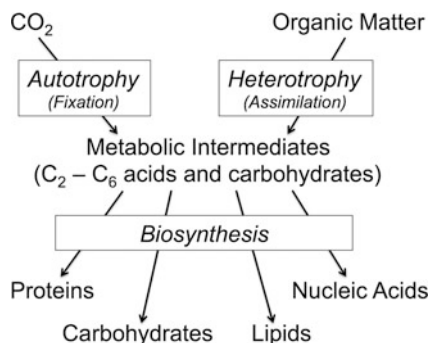 CO₂
Organic Matter
Autotrophy
(Fixation)
Heterotrophy
(Assimilation)
Metabolic Intermediates
(C₂ – C₆ acids and carbohydrates)
Biosynthesis
Proteins
Nucleic Acids
Carbohydrates
Lipids